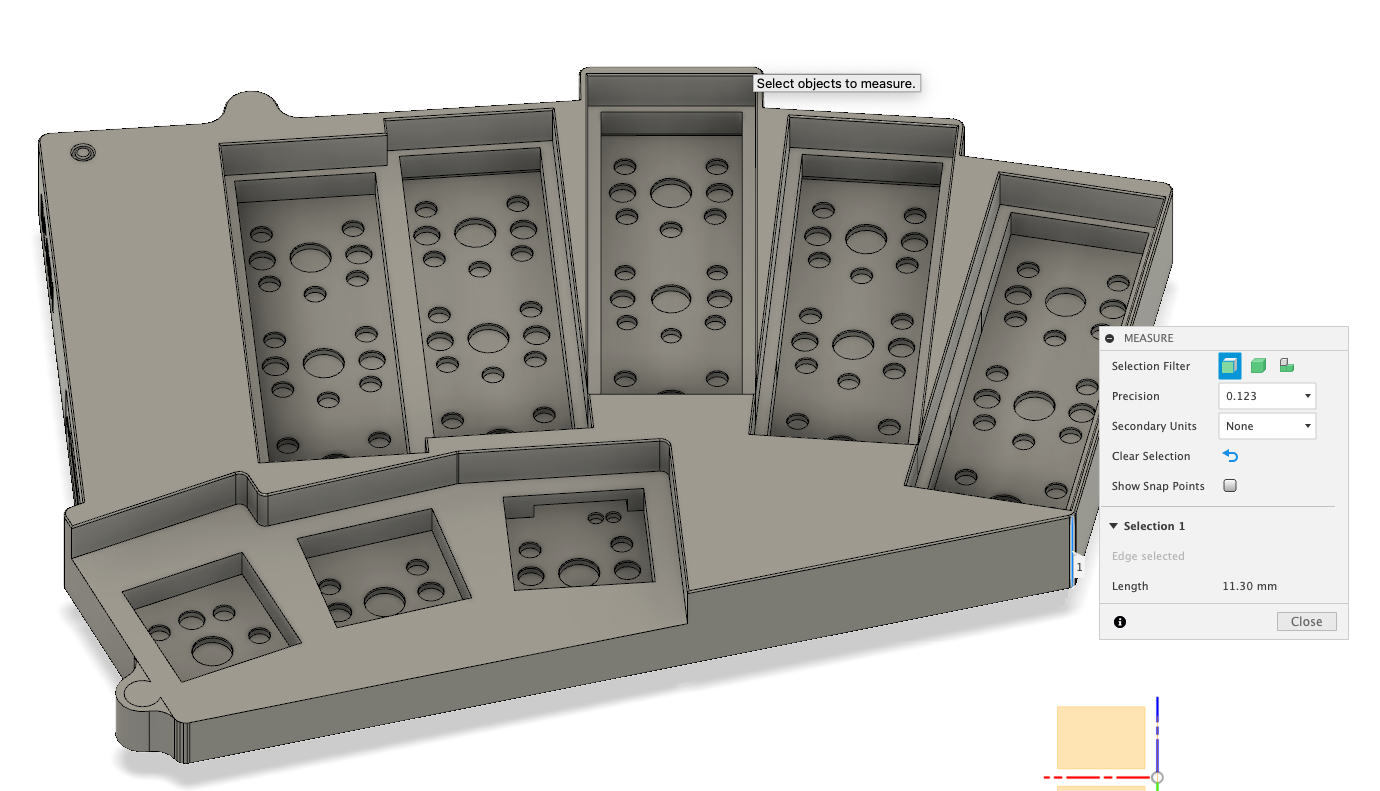 Select objects to measure.
MEASURE
Selection Filter
Precision 0.123
Secondary Units None
Clear Selection
Show Snap Points
Selection 1
Edge selected
1
Length 11.30 mm
Close